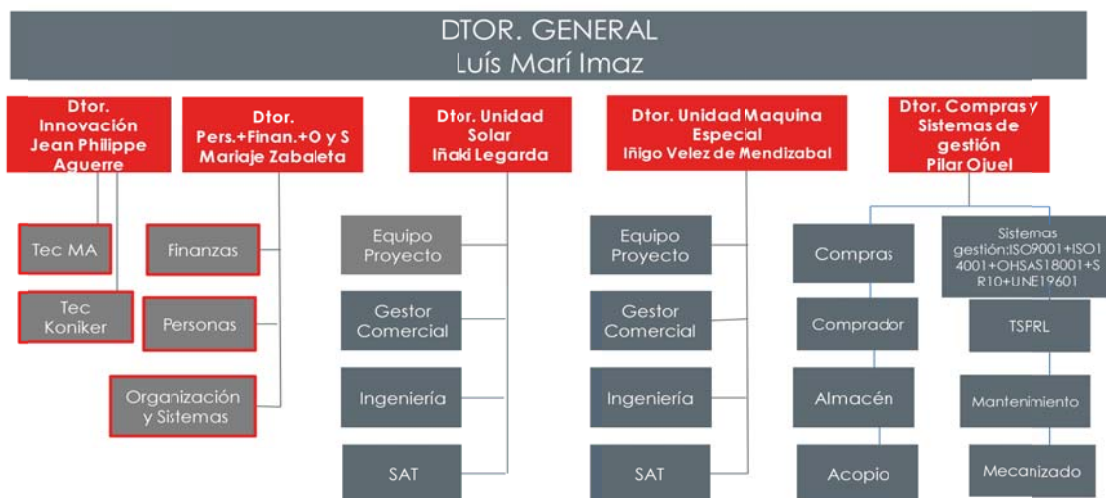 DTOR. GENERAL
Luís Marí Imaz
Dtor.
Innovación
Jean Philippe
Aguerre
Dtor.
Pers.+Finan.+O y S
Mariaje Zabaleta
Dtor. Unidad
Solar
Iñaki Legarda
Dtor. Unidad Maquina
Especial
Iñigo Velez de Mendizabal
Dtor. Compras y
Sistemas de
gestión
Pilar Ojuel
Tec MA
Tec
Koniker
Finanzas
Personas
Organización
y Sistemas
Equipo
Proyecto
Gestor
Comercial
Ingeniería
SAT
Equipo
Proyecto
Gestor
Comercial
Ingeniería
SAT
Compras
Comprador
Almacén
Acopio
Sistemas
gestión:ISO9001+ISO1
4001+OHSAS18001+S
R10+UNE19601
TSPRL
Mantenimiento
Mecanizado